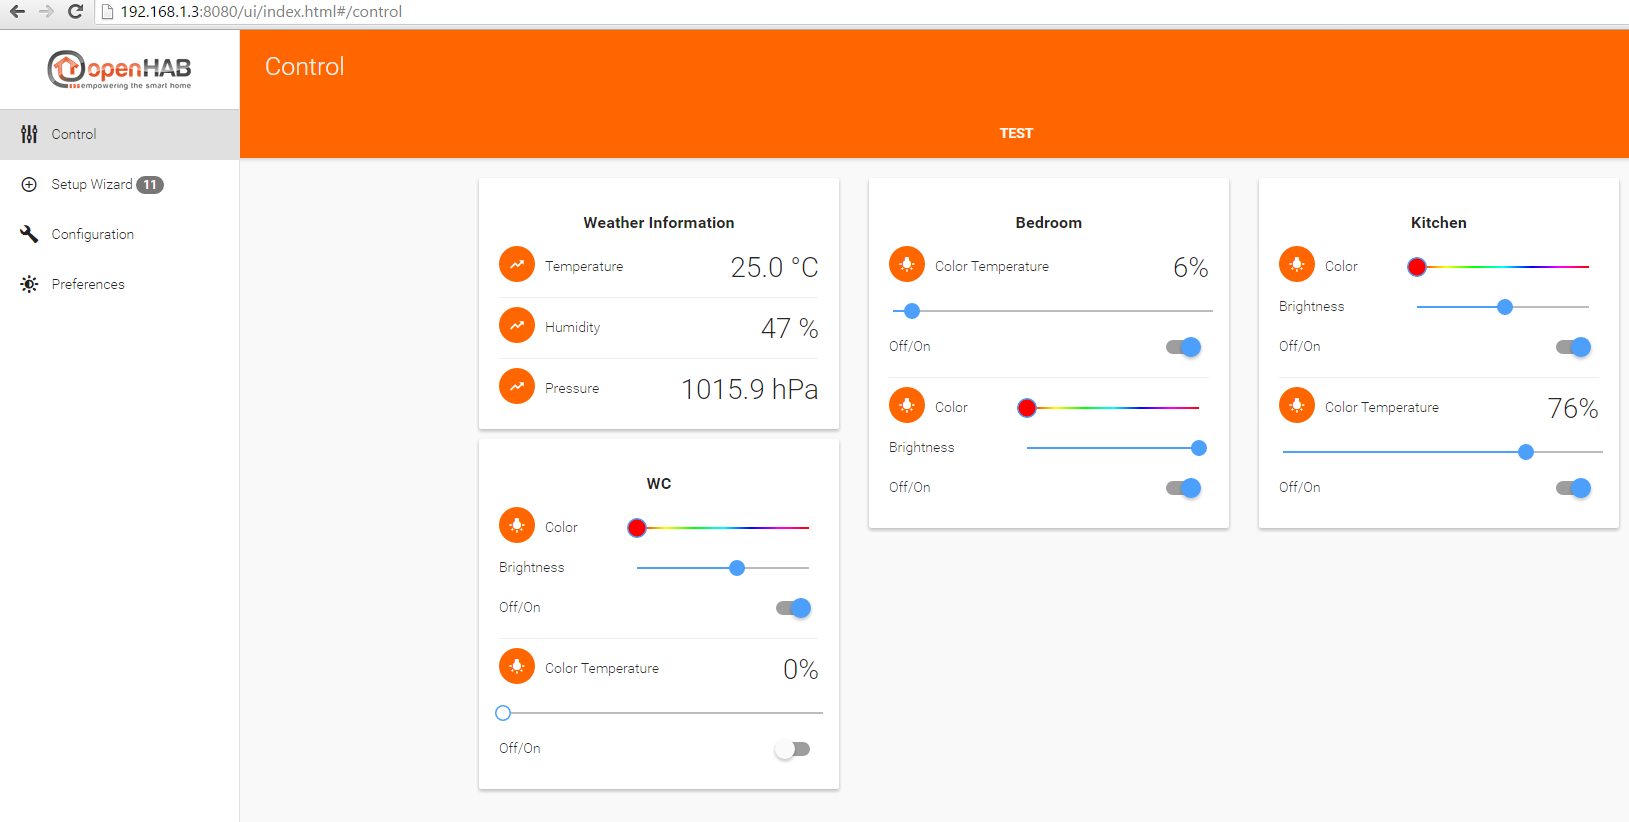 192.168.1.3:8080/ui/index.html#/control
openHAB
empowering the smart home
Control
Setup Wizard 11
Configuration
Preferences
Control
TEST
Weather Information
Temperature 25.0 °C
Humidity 47 %
Pressure 1015.9 hPa
WC
Color
Brightness
Off/On
Color Temperature 0%
Off/On
Bedroom
Color Temperature 6%
Off/On
Color
Brightness
Off/On
Kitchen
Color
Brightness
Off/On
Color Temperature 76%
Off/On